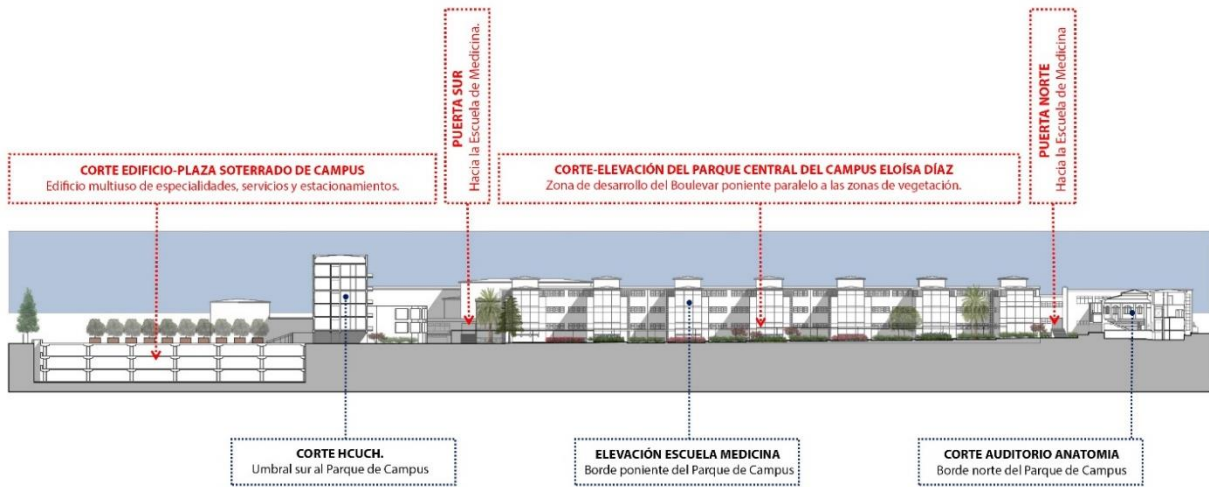 PUERTA SUR
Hacia la Escuela de Medicina.
PUERTA NORTE
Hacia la Escuela de Medicina
CORTE EDIFICIO-PLAZA SOTERRADO DE CAMPUS
Edificio multiuso de especialidades, servicios y estacionamientos.
CORTE-ELEVACIÓN DEL PARQUE CENTRAL DEL CAMPUS ELOÍSA DÍAZ
Zona de desarrollo del Boulevar poniente paralelo a las zonas de vegetación.
CORTE HCUCH.
Umbral sur al Parque de Campus
ELEVACIÓN ESCUELA MEDICINA
Borde poniente del Parque de Campus
CORTE AUDITORIO ANATOMIA
Borde norte del Parque de Campus